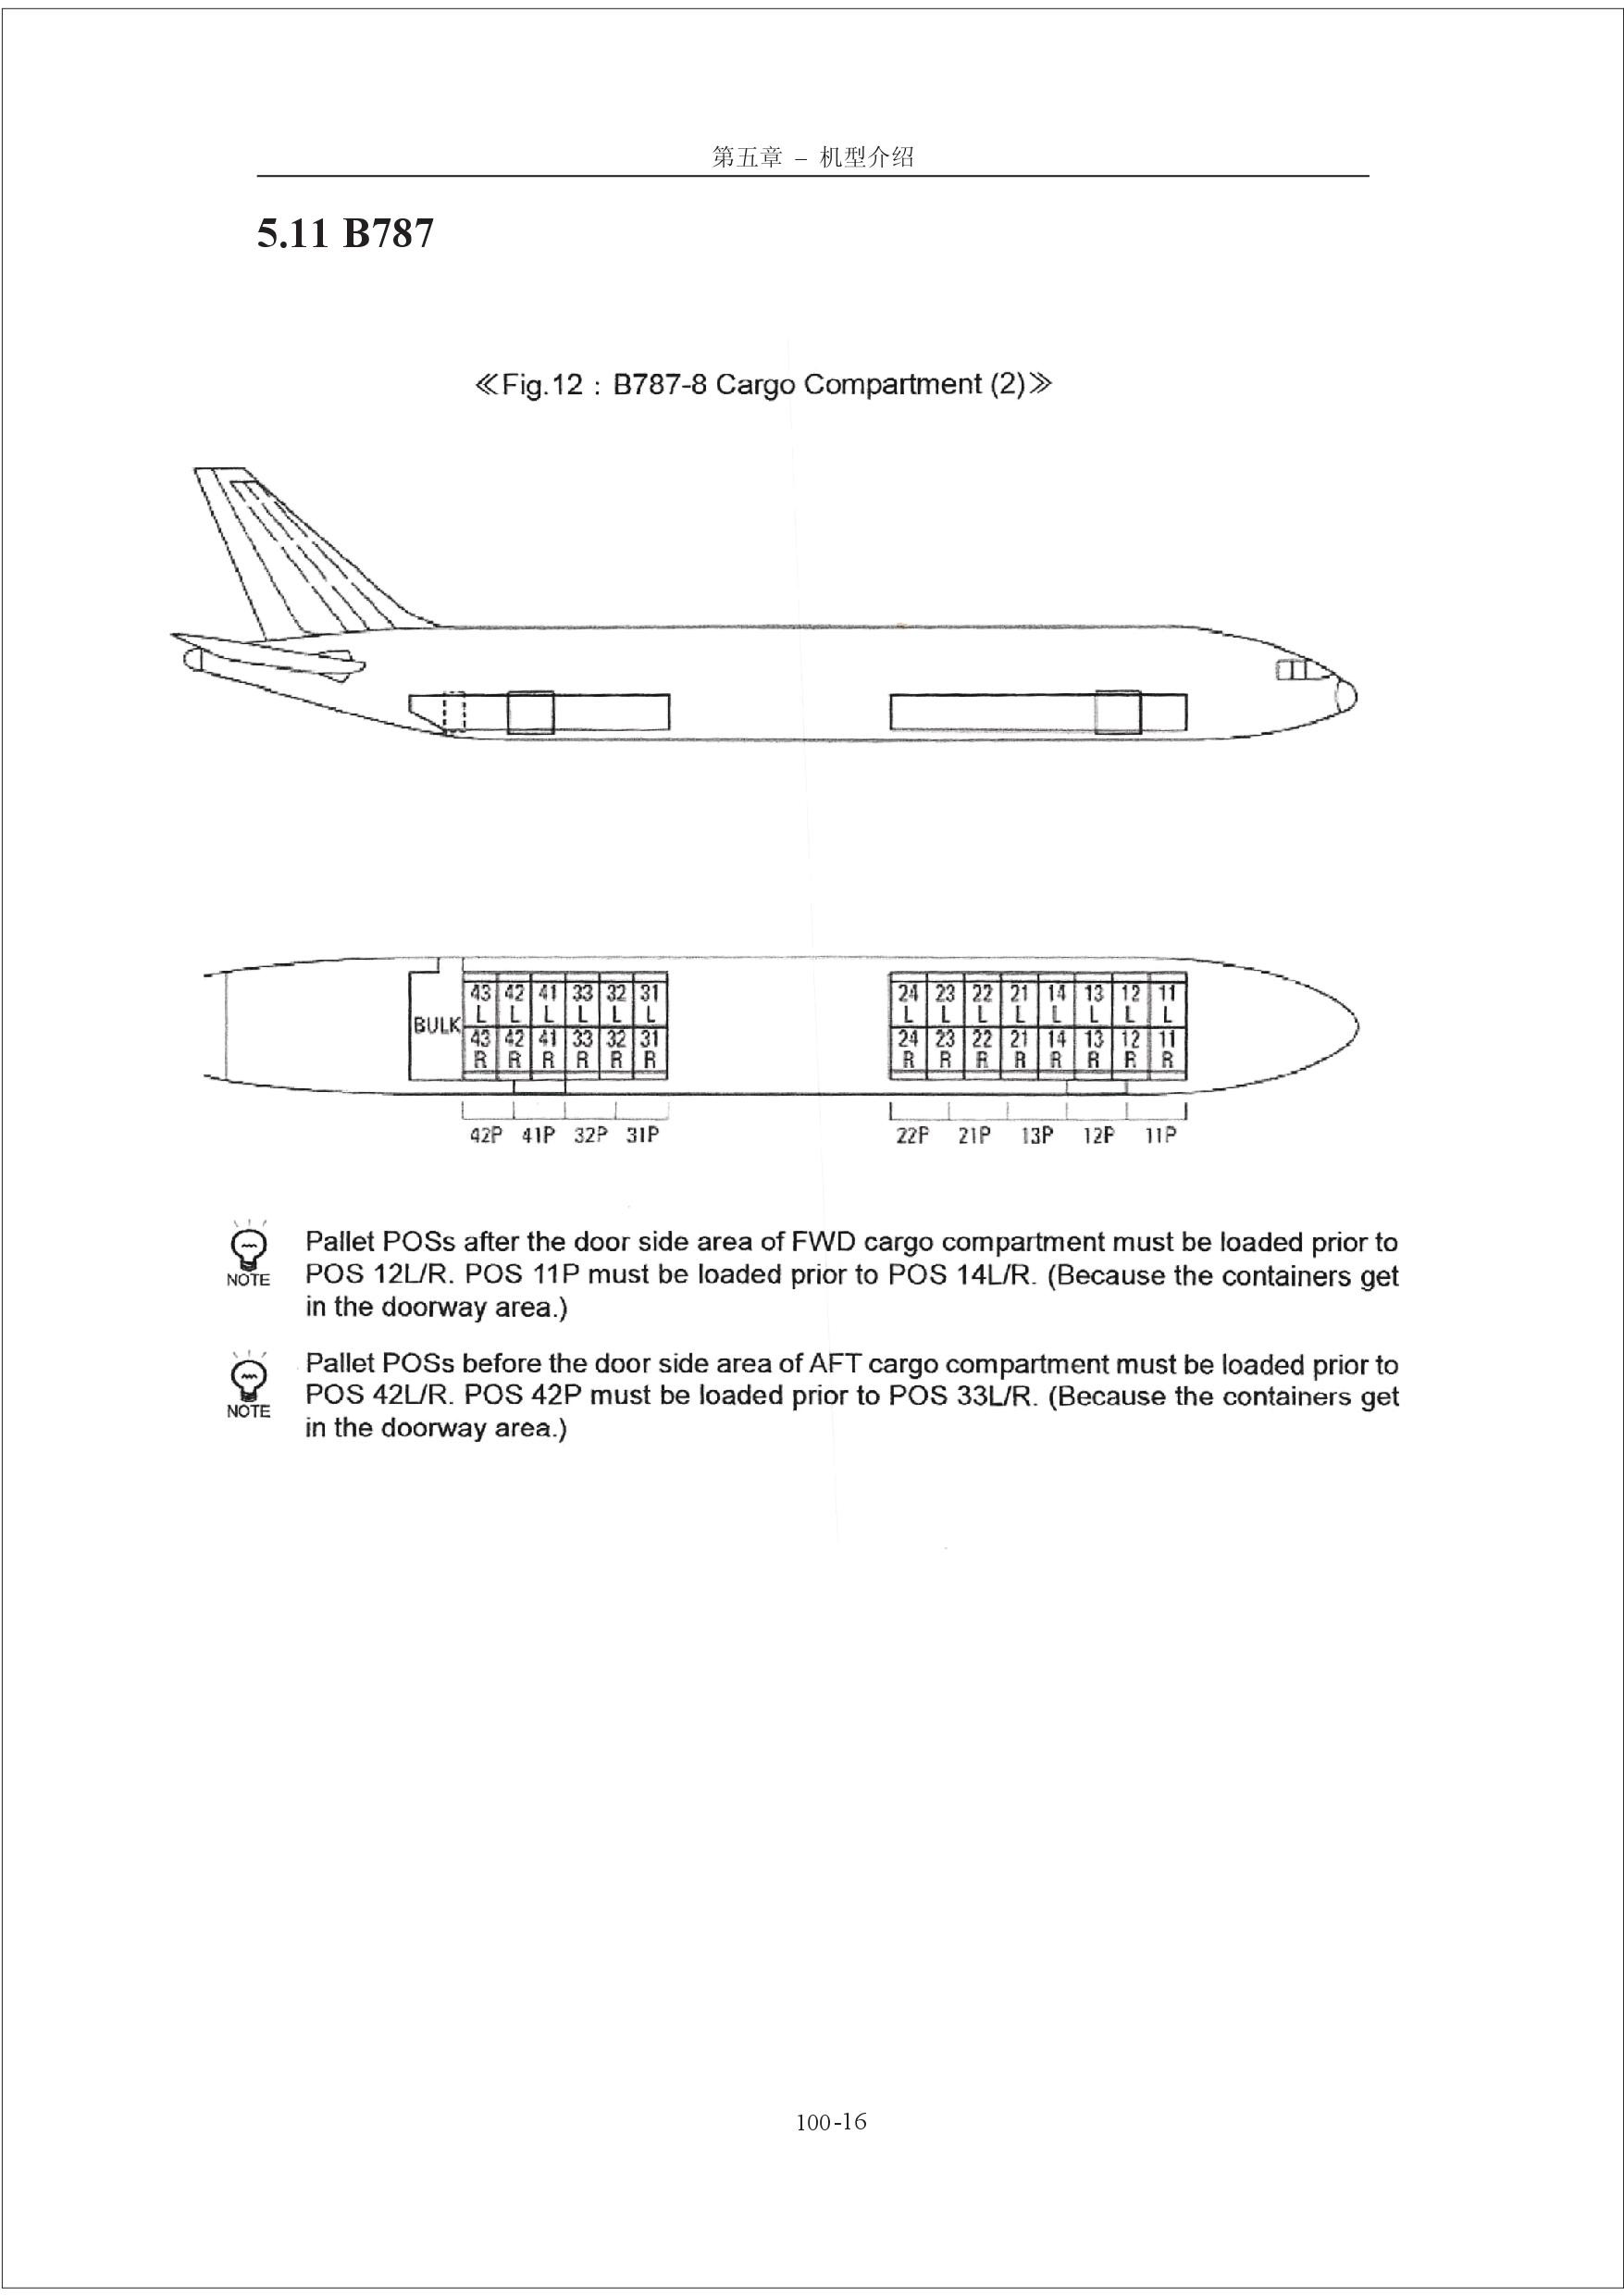 第五章 – 机型介绍
5.11 B787
≪Fig.12 : B787-8 Cargo Compartment (2)≫
43 42 41 33 32 31 24 23 22 21 14 13 12 11
L L L L L L L L L L L L L L
BULK
43 42 41 33 32 31 24 23 22 21 14 13 12 11
R R R R R R R R R R R R R R
42P 41P 32P 31P 22P 21P 13P 12P 11P
Pallet POSs after the door side area of FWD cargo compartment must be loaded prior to
NOTE POS 12L/R. POS 11P must be loaded prior to POS 14L/R. (Because the containers get
in the doorway area.)
Pallet POSs before the door side area of AFT cargo compartment must be loaded prior to
NOTE POS 42L/R. POS 42P must be loaded prior to POS 33L/R. (Because the containers get
in the doorway area.)
100-16